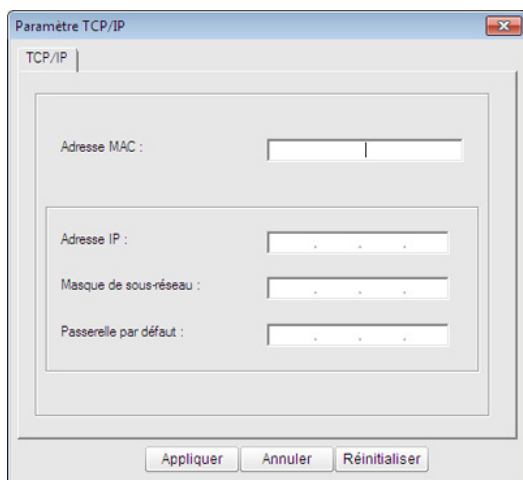 Paramètre TCP/IP
TCP/IP
Adresse MAC :
Adresse IP :
Masque de sous-réseau :
Passerelle par défaut :
Appliquer Annuler Réinitialiser